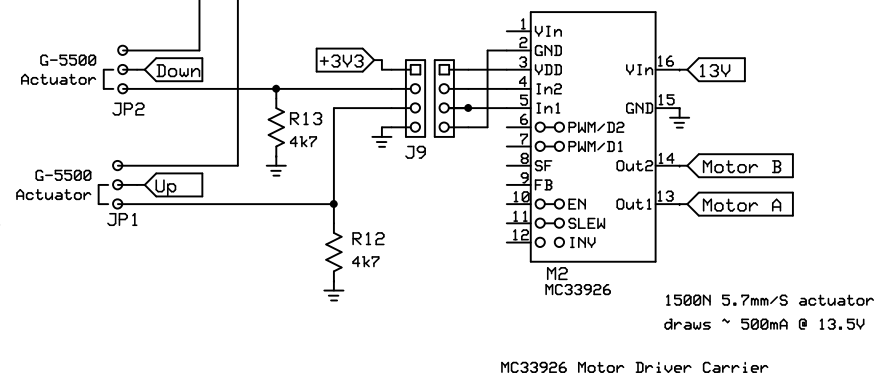 G-5500
Actuator
Down
JP2
G-5500
Actuator
Up
JP1
+3V3
R13
4k7
R12
4k7
J9
1 VIn
2 GND
3 VDD
4 In2
5 In1
6 PWM/D2
7 PWM/D1
8 SF
9 FB
10 EN
11 SLEW
12 INV
VIn 16 13V
GND 15
Out2 14 Motor B
Out1 13 Motor A
M2
MC33926
1500N 5.7mm/S actuator
draws ~ 500mA @ 13.5V
MC33926 Motor Driver Carrier